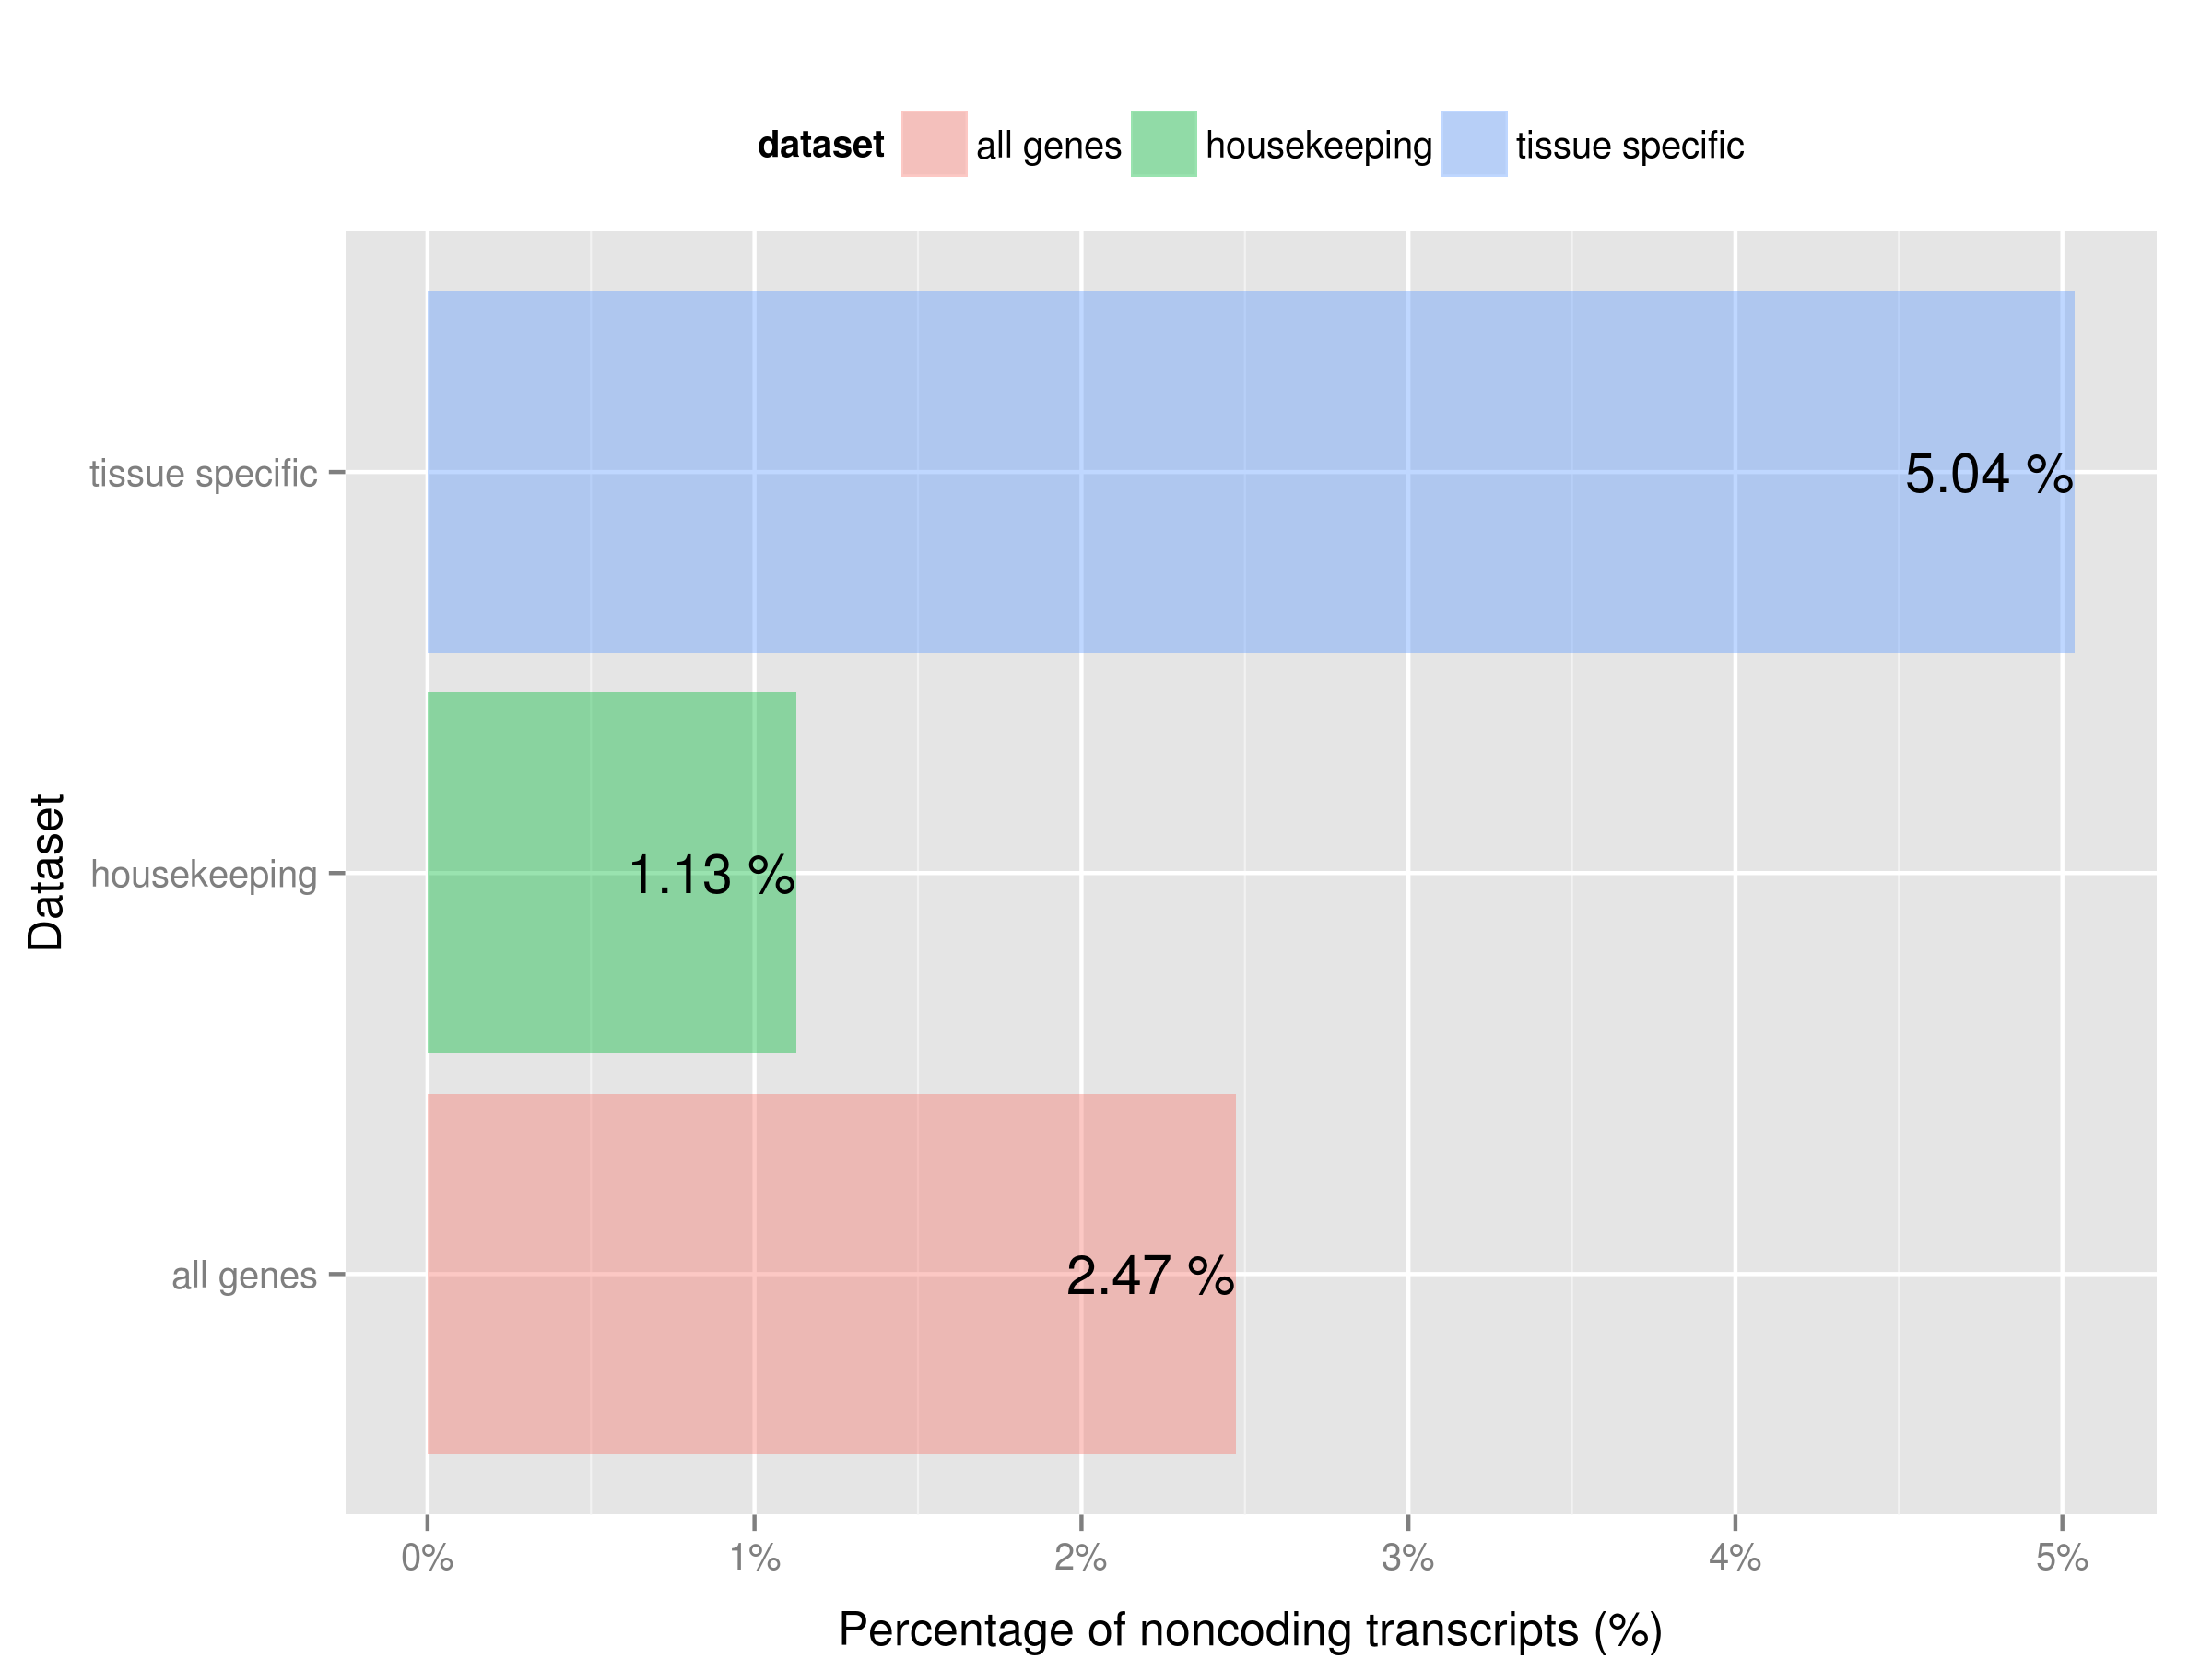 dataset all genes housekeeping tissue specific
tissue specific
5.04 %
housekeeping
1.13 %
all genes
2.47 %
Dataset
0% 1% 2% 3% 4% 5%
Percentage of noncoding transcripts (%)